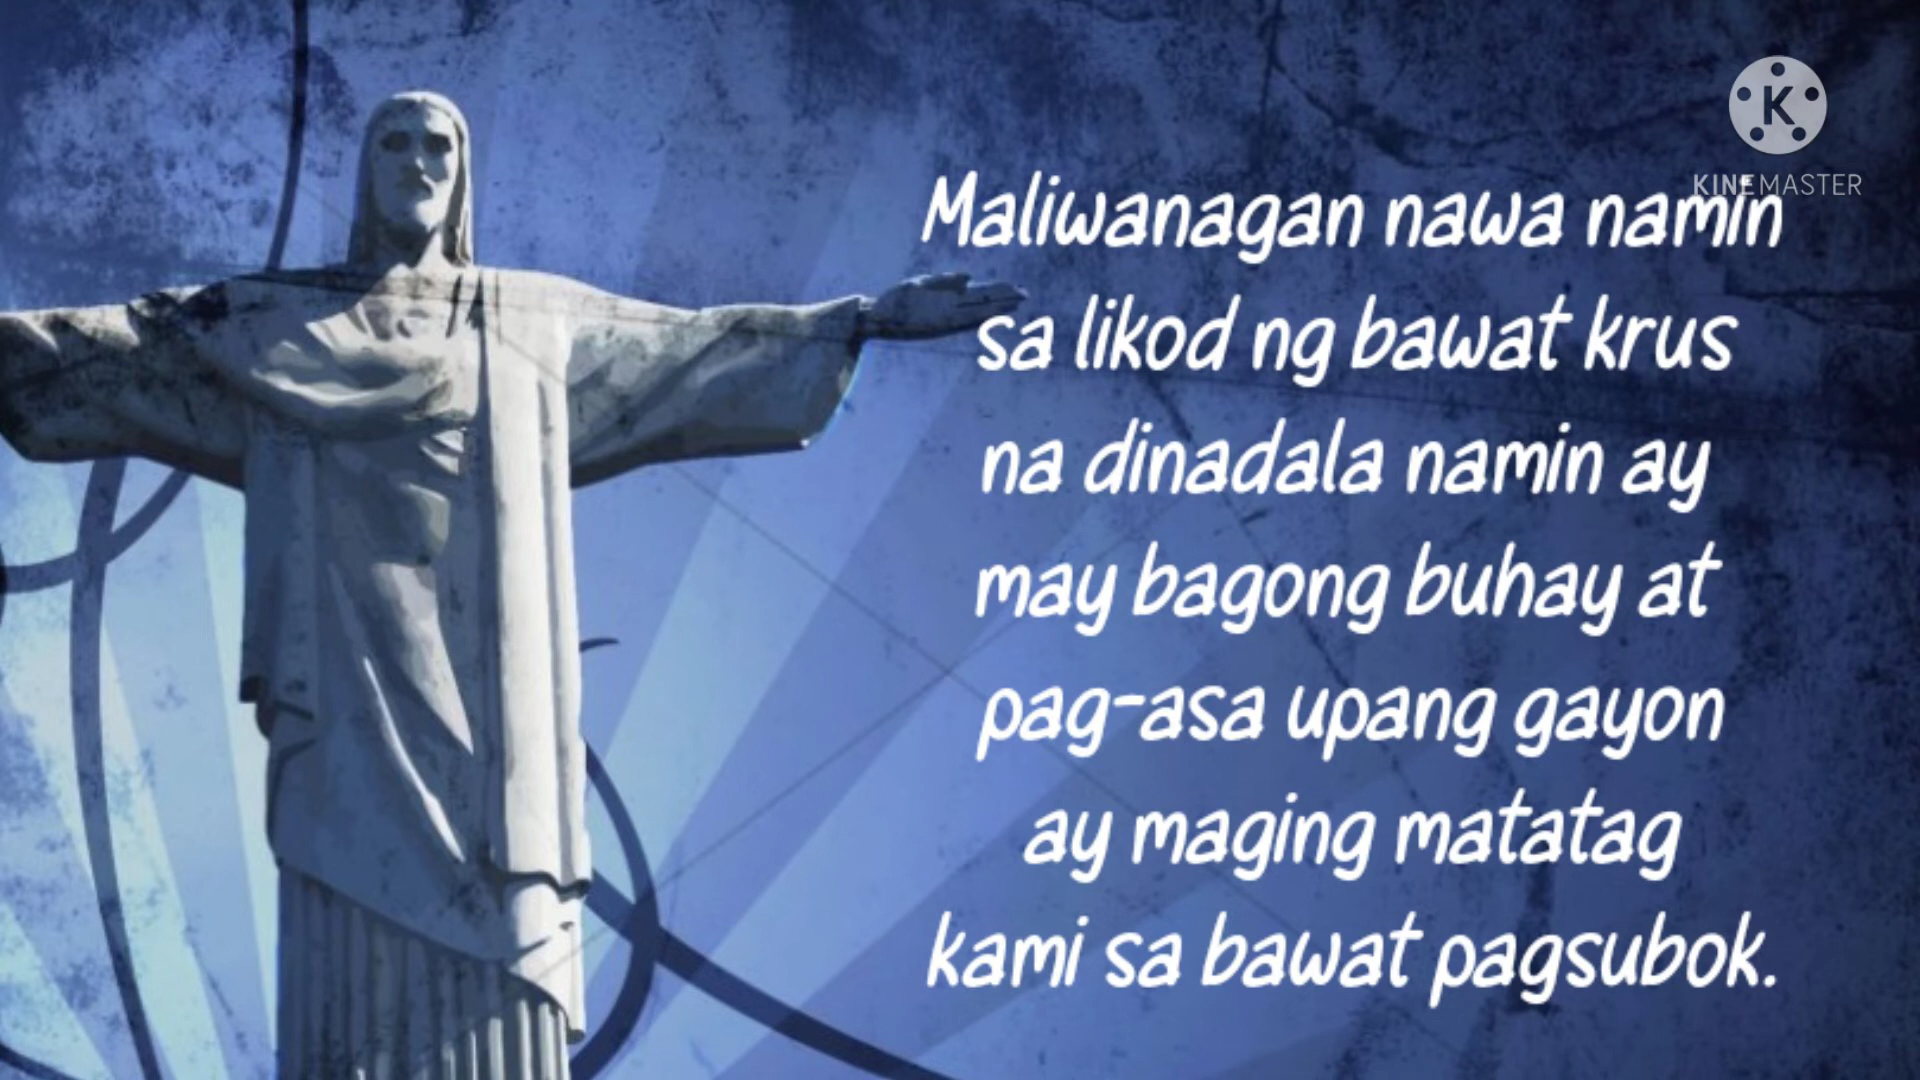 KINEMASTER
Maliwanagan nawa namin
sa likod ng bawat krus
na dinadala namin ay
may bagong buhay at
pag-asa upang gayon
ay maging matatag
kami sa bawat pagsubok.